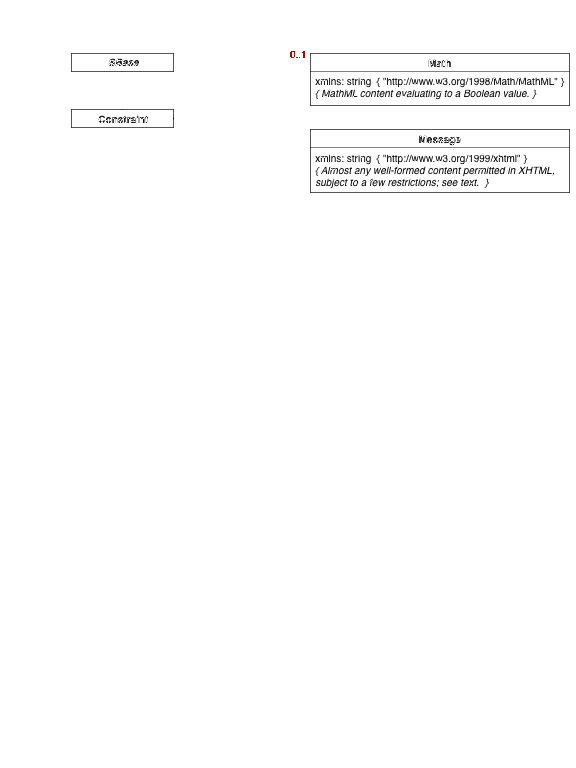 SBase
0..1
Math
xmlns: string { "http://www.w3.org/1998/Math/MathML" }
{ MathML content evaluating to a Boolean value. }
Constraint
Message
xmlns: string { "http://www.w3.org/1999/xhtml" }
{ Almost any well-formed content permitted in XHTML,
subject to a few restrictions; see text. }